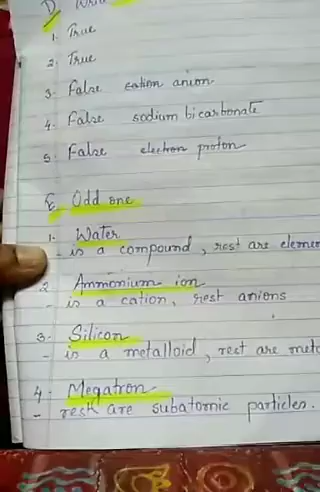 D) Write
1. True
2. True
3. False cation anion
4. False sodium bicarbonate
5. False electron proton
E. Odd one
1. Water
- is a compound, rest are
2. Ammonium ion
- is a cation, rest anions
3. Silicon
- is a metalloid, rest are
4. Megatron
- rest are subatomic particles.